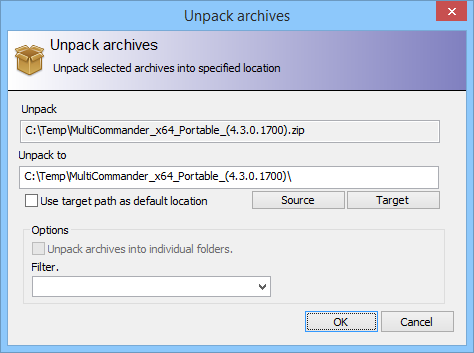 Unpack archives
Unpack archives
Unpack selected archives into specified location
Unpack
C:\Temp\MultiCommander_x64_Portable_(4.3.0.1700).zip
Unpack to
C:\Temp\MultiCommander_x64_Portable_(4.3.0.1700)\
Use target path as default location
Source
Target
Options
Unpack archives into individual folders.
Filter.
OK
Cancel